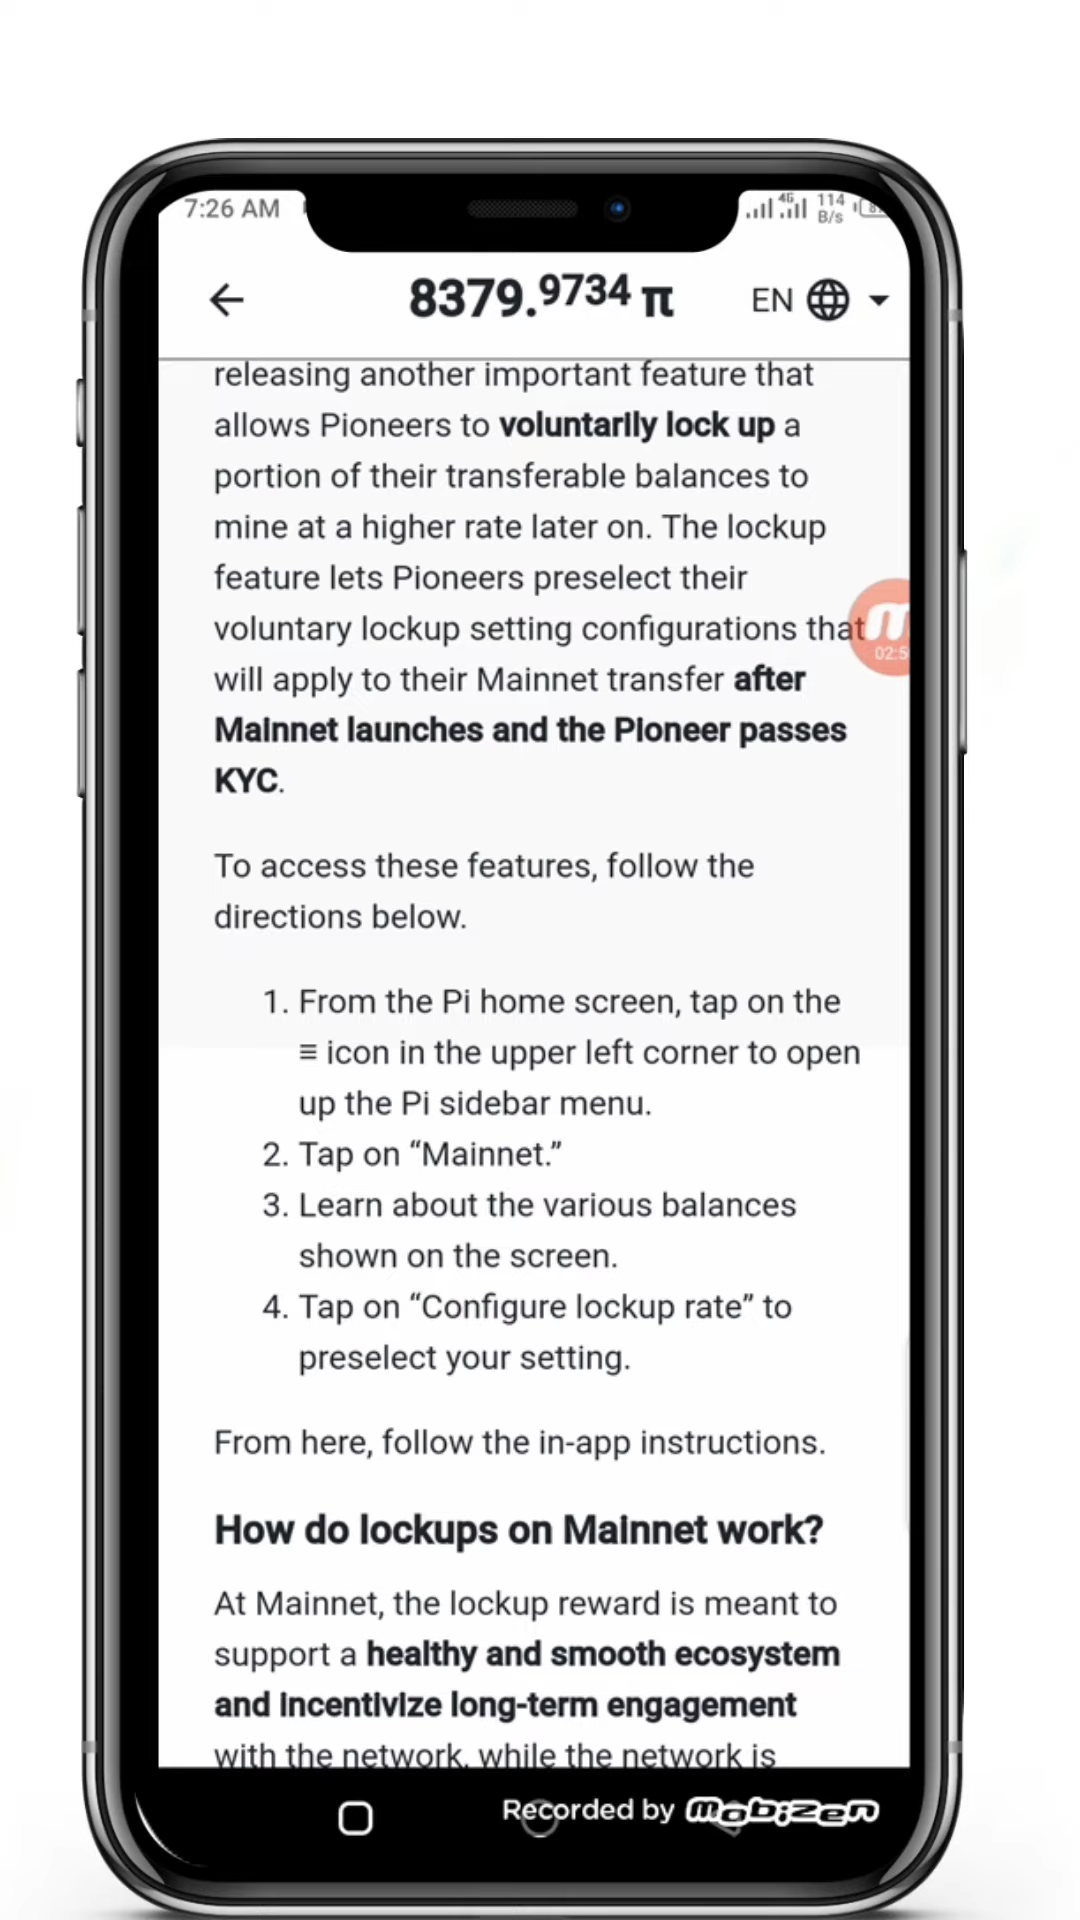 7:26 AM
4G
114
B/s
8379.9734 π
EN
releasing another important feature that
allows Pioneers to voluntarily lock up a
portion of their transferable balances to
mine at a higher rate later on. The lockup
feature lets Pioneers preselect their
voluntary lockup setting configurations that
will apply to their Mainnet transfer after
Mainnet launches and the Pioneer passes
KYC.
To access these features, follow the
directions below.
1. From the Pi home screen, tap on the
≡ icon in the upper left corner to open
up the Pi sidebar menu.
2. Tap on “Mainnet.”
3. Learn about the various balances
shown on the screen.
4. Tap on “Configure lockup rate” to
preselect your setting.
From here, follow the in-app instructions.
How do lockups on Mainnet work?
At Mainnet, the lockup reward is meant to
support a healthy and smooth ecosystem
and incentivize long-term engagement
with the network, while the network is
Recorded by mobizen